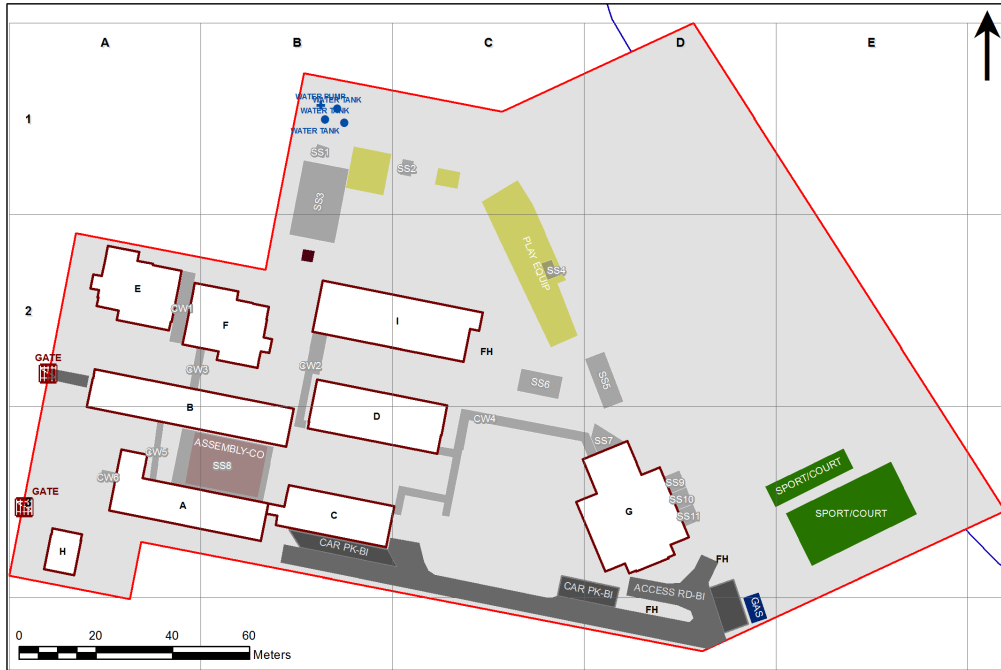 A B C D E
1
WATER PUMP
WATER TANK
WATER TANK
WATER TANK
SS1
SS2
SS3
PLAY EQUIP
SS4
E
CW1
2
F
I
FH
GATE
CW3
CW2
SS6
SS5
B
D
CW4
ASSEMBLY-CO
SS7
CW5
SS8
CW6
SPORT/COURT
SS9
GATE
3
SS10
A
C
G
SS11
SPORT/COURT
H
CAR PK-BI
FH
CAR PK-BI
ACCESS RD-BI
FH
GAS
0 20 40 60
Meters